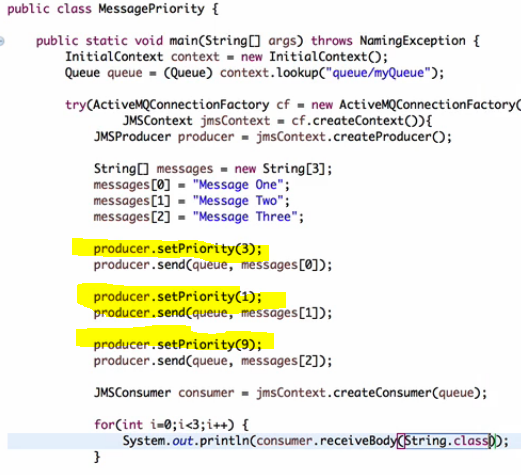 public class MessagePriority {
public static void main(String[] args) throws NamingException {
InitialContext context = new InitialContext();
Queue queue = (Queue) context.lookup("queue/myQueue");
try(ActiveMQConnectionFactory cf = new ActiveMQConnectionFactory(
JMSContext jmsContext = cf.createContext()){
JMSProducer producer = jmsContext.createProducer();
String[] messages = new String[3];
messages[0] = "Message One";
messages[1] = "Message Two";
messages[2] = "Message Three";
producer.setPriority(3);
producer.send(queue, messages[0]);
producer.setPriority(1);
producer.send(queue, messages[1]);
producer.setPriority(9);
producer.send(queue, messages[2]);
JMSConsumer consumer = jmsContext.createConsumer(queue);
for(int i=0;i<3;i++) {
System.out.println(consumer.receiveBody(String.class));
}